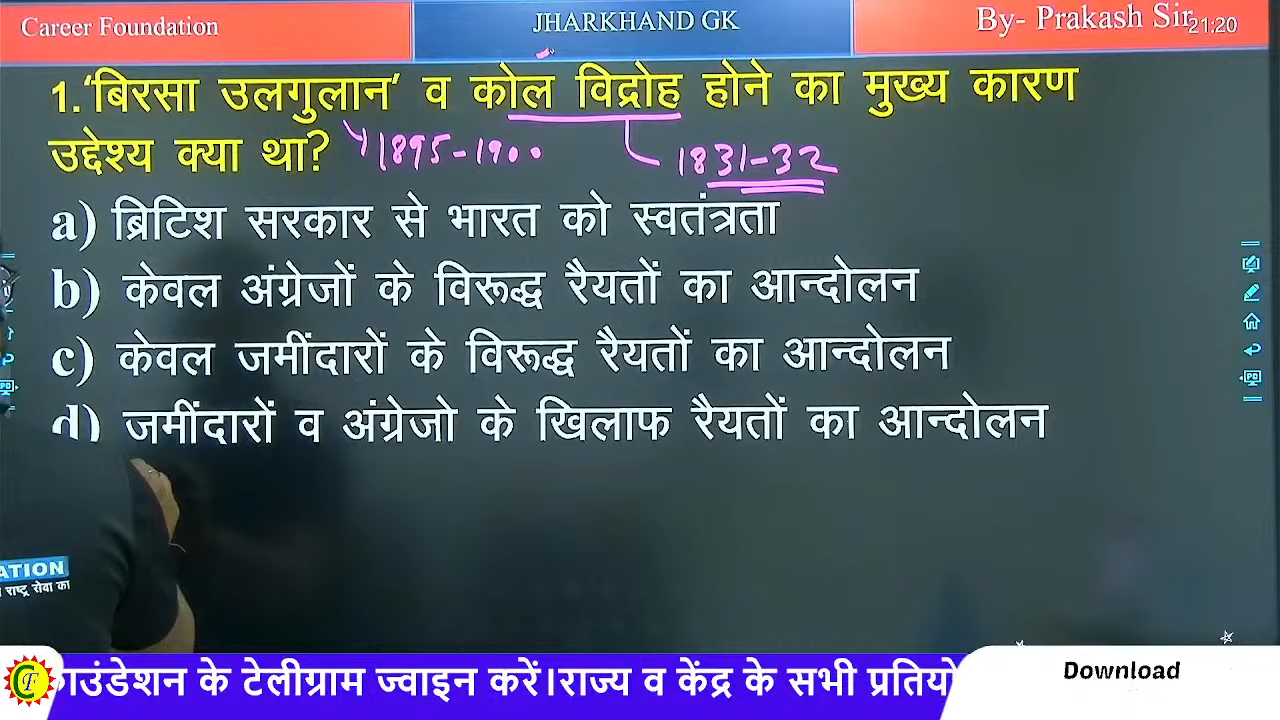 Career Foundation
JHARKHAND GK
By- Prakash Sir
21:20
1.‘बिरसा उलगुलान’ व कोल विद्रोह होने का मुख्य कारण
उद्देश्य क्या था?
1895-1900
1831-32
a) ब्रिटिश सरकार से भारत को स्वतंत्रता
b) केवल अंग्रेजों के विरूद्ध रैयतों का आन्दोलन
c) केवल जमींदारों के विरूद्ध रैयतों का आन्दोलन
d) जमींदारों व अंग्रेजो के खिलाफ रैयतों का आन्दोलन
ATION
राष्ट्र सेवा का
ाउंडेशन के टेलीग्राम ज्वाइन करें।राज्य व केंद्र के सभी प्रतियो
Download